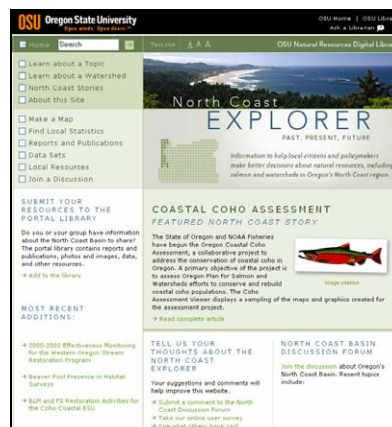 OSU Oregon State University
Open minds. Open doors.™
OSU Home | OSU Libra
Ask a Librarian
Home Search
Text size | A A A
OSU Natural Resources Digital Libra
Learn about a Topic
Learn about a Watershed
North Coast Stories
About this Site
Make a Map
Find Local Statistics
Reports and Publications
Data Sets
Local Resources
Join a Discussion
North Coast
EXPLORER
PAST, PRESENT, FUTURE
Information to help local citizens and policymakers
make better decisions about natural resources, including
salmon and watersheds in Oregon's North Coast region.
SUBMIT YOUR
RESOURCES TO THE
PORTAL LIBRARY
Do you or your group have information
about the North Coast Basin to share?
The portal library contains reports and
publications, photos and images, data,
and other resources.
Add to the library
MOST RECENT
ADDITIONS:
2000-2002 Effectiveness Monitoring
for the Western Oregon Stream
Restoration Program
Beaver Pool Presence in Habitat
Surveys
BLM and FS Restoration Activities for
the Coho Coastal ESU
COASTAL COHO ASSESSMENT
FEATURED NORTH COAST STORY
The State of Oregon and NOAA Fisheries
have begun the Oregon Coastal Coho
Assessment, a collaborative project to
address the conservation of coastal coho in
Oregon. A primary objective of the project is
to assess Oregon Plan for Salmon and
Watersheds efforts to conserve and rebuild
coastal coho populations. The Coho
Assessment Viewer displays a sampling of the maps and graphics created for
the assessment project.
Image citation
Read complete article
TELL US YOUR
THOUGHTS ABOUT THE
NORTH COAST
EXPLORER
Your suggestions and comments will
help improve this website.
Submit a comment to the North
Coast Discussion Forum
Take our online user survey
See what others have said
NORTH COAST BASIN
DISCUSSION FORUM
Join the discussion about Oregon's
North Coast Basin. Recent topics
include: